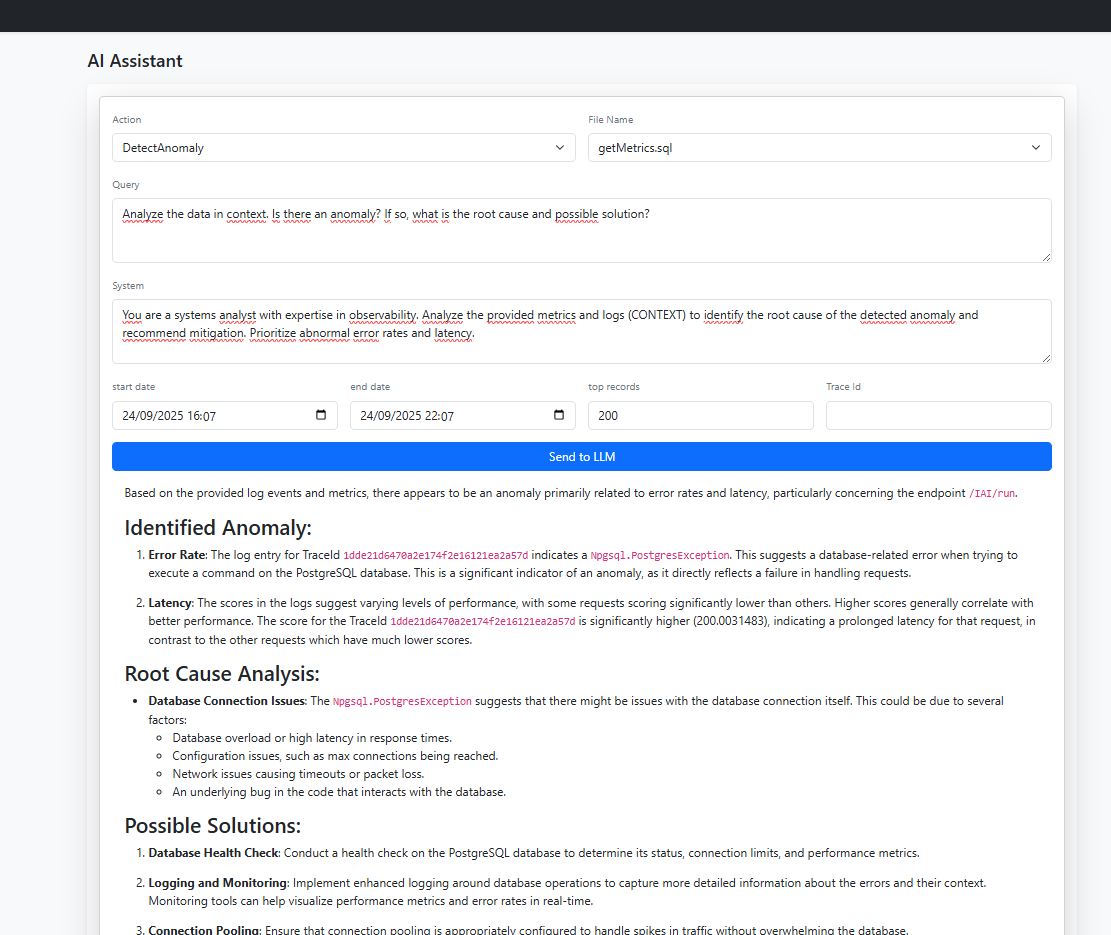 AI Assistant
Action
File Name
DetectAnomaly
getMetrics.sql
Query
Analyze the data in context. Is there an anomaly? If so, what is the root cause and possible solution?
System
You are a systems analyst with expertise in observability. Analyze the provided metrics and logs (CONTEXT) to identify the root cause of the detected anomaly and
recommend mitigation. Prioritize abnormal error rates and latency.
start date
end date
top records
Trace Id
24/09/2025 16:07
24/09/2025 22:07
200
Send to LLM
Based on the provided log events and metrics, there appears to be an anomaly primarily related to error rates and latency, particularly concerning the endpoint /IAI/run.
Identified Anomaly:
1. Error Rate: The log entry for TraceId 1dde21d6470a2e174f2e16121ea2a57d indicates a Npgsql.PostgresException. This suggests a database-related error when trying to
execute a command on the PostgreSQL database. This is a significant indicator of an anomaly, as it directly reflects a failure in handling requests.
2. Latency: The scores in the logs suggest varying levels of performance, with some requests scoring significantly lower than others. Higher scores generally correlate with
better performance. The score for the TraceId 1dde21d6470a2e174f2e16121ea2a57d is significantly higher (200.0031483), indicating a prolonged latency for that request, in
contrast to the other requests which have much lower scores.
Root Cause Analysis:
• Database Connection Issues: The Npgsql.PostgresException suggests that there might be issues with the database connection itself. This could be due to several
factors:
◦ Database overload or high latency in response times.
◦ Configuration issues, such as max connections being reached.
◦ Network issues causing timeouts or packet loss.
◦ An underlying bug in the code that interacts with the database.
Possible Solutions:
1. Database Health Check: Conduct a health check on the PostgreSQL database to determine its status, connection limits, and performance metrics.
2. Logging and Monitoring: Implement enhanced logging around database operations to capture more detailed information about the errors and their context.
Monitoring tools can help visualize performance metrics and error rates in real-time.
3. Connection Pooling: Ensure that connection pooling is appropriately configured to handle spikes in traffic without overwhelming the database.